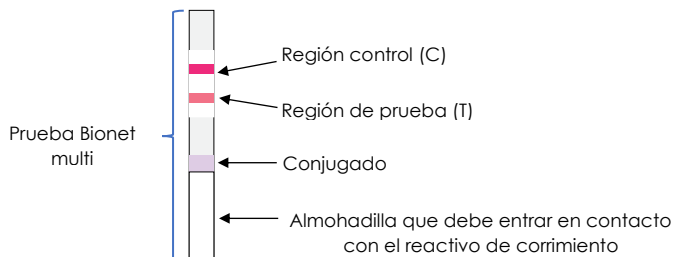 Región control (C)
Región de prueba (T)
Prueba Bionet
multi
Conjugado
Almohadilla que debe entrar en contacto
con el reactivo de corrimiento